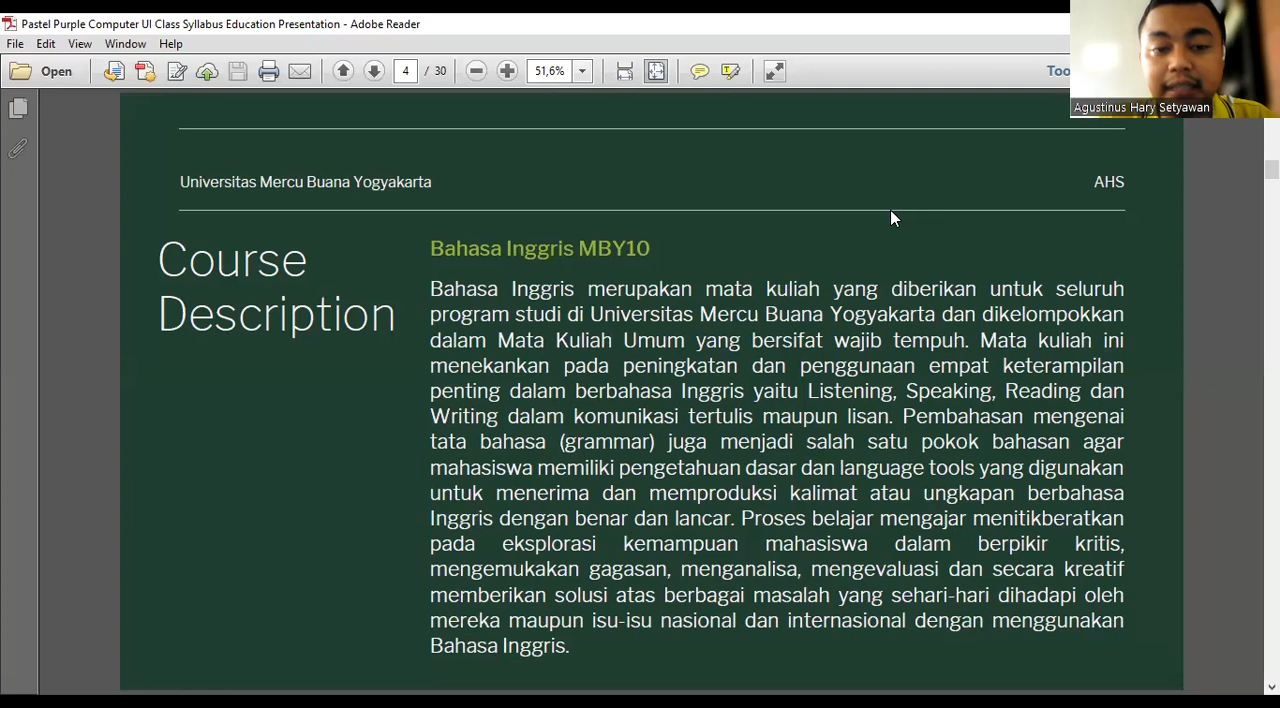 Pastel Purple Computer UI Class Syllabus Education Presentation - Adobe Reader
File Edit View Window Help
Open 4 / 30 51,6% Too
Agustinus Hary Setyawan
Universitas Mercu Buana Yogyakarta AHS
Course
Description
Bahasa Inggris MBY10
Bahasa Inggris merupakan mata kuliah yang diberikan untuk seluruh
program studi di Universitas Mercu Buana Yogyakarta dan dikelompokkan
dalam Mata Kuliah Umum yang bersifat wajib tempuh. Mata kuliah ini
menekankan pada peningkatan dan penggunaan empat keterampilan
penting dalam berbahasa Inggris yaitu Listening, Speaking, Reading dan
Writing dalam komunikasi tertulis maupun lisan. Pembahasan mengenai
tata bahasa (grammar) juga menjadi salah satu pokok bahasan agar
mahasiswa memiliki pengetahuan dasar dan language tools yang digunakan
untuk menerima dan memproduksi kalimat atau ungkapan berbahasa
Inggris dengan benar dan lancar. Proses belajar mengajar menitikberatkan
pada eksplorasi kemampuan mahasiswa dalam berpikir kritis,
mengemukakan gagasan, menganalisa, mengevaluasi dan secara kreatif
memberikan solusi atas berbagai masalah yang sehari-hari dihadapi oleh
mereka maupun isu-isu nasional dan internasional dengan menggunakan
Bahasa Inggris.